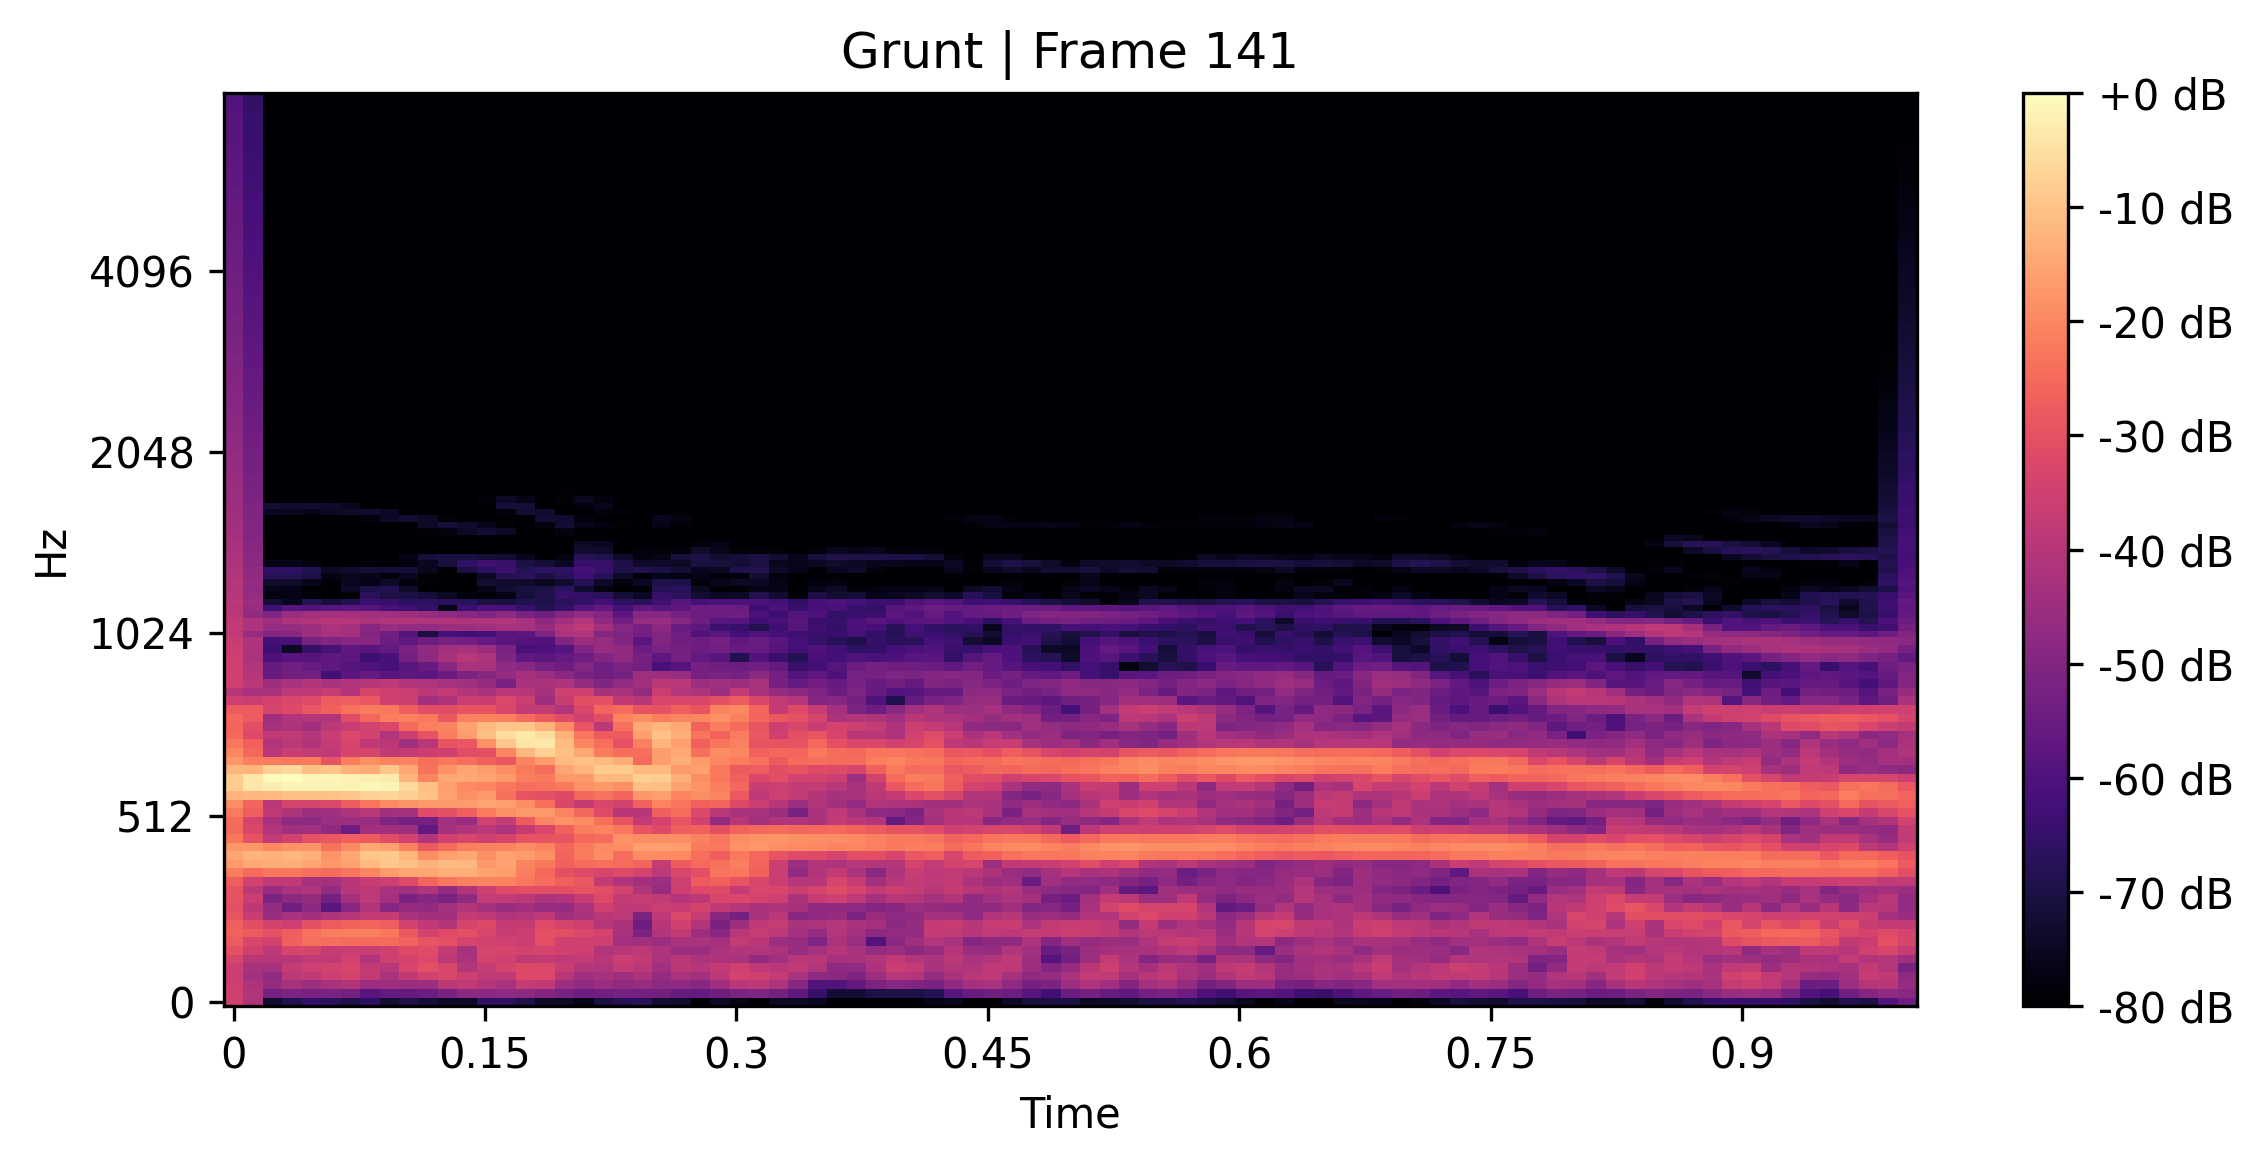 Grunt | Frame 141
Hz
4096
2048
1024
512
0
0 0.15 0.3 0.45 0.6 0.75 0.9
Time
+0 dB
-10 dB
-20 dB
-30 dB
-40 dB
-50 dB
-60 dB
-70 dB
-80 dB